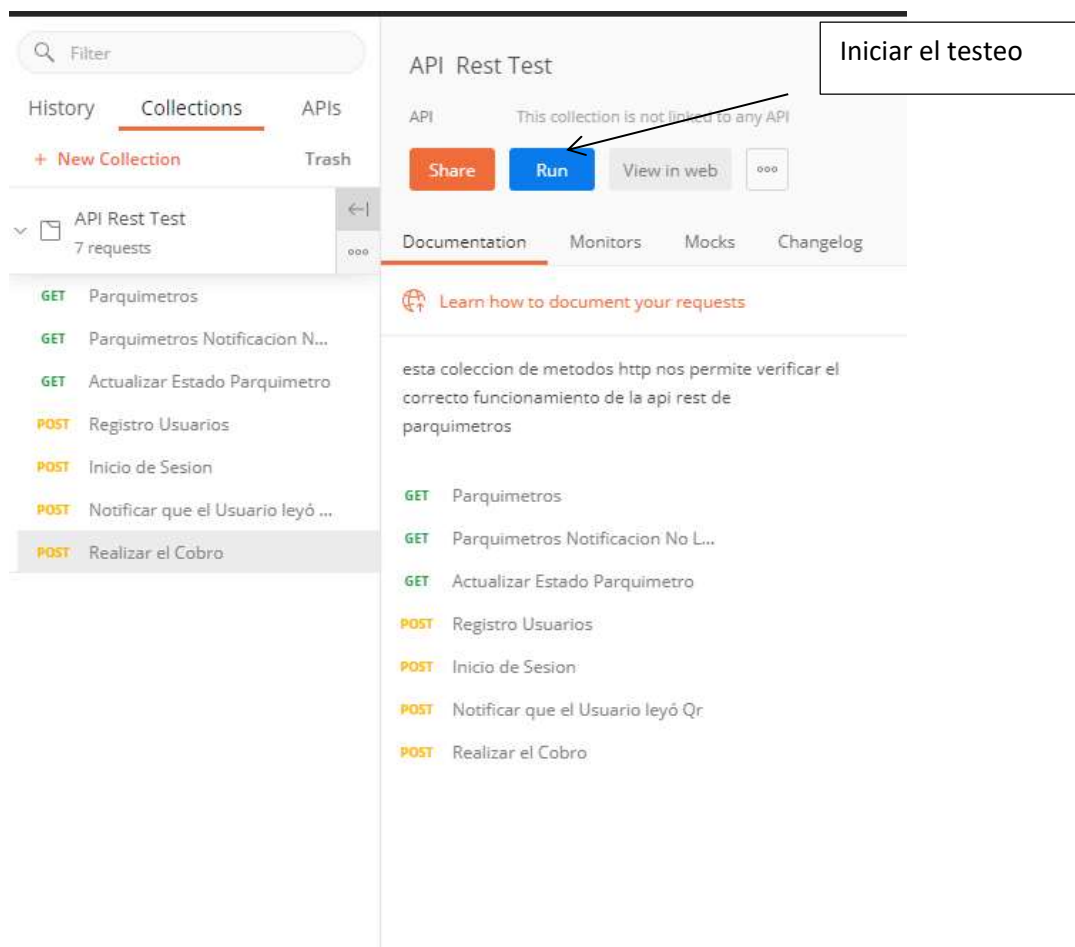 Filter
History Collections APIs
+ New Collection Trash
API Rest Test
7 requests
GET Parquimetros
GET Parquimetros Notificacion N...
GET Actualizar Estado Parquimetro
POST Registro Usuarios
POST Inicio de Sesion
POST Notificar que el Usuario leyó ...
POST Realizar el Cobro
Iniciar el testeo
API Rest Test
API This collection is not linked to any API
Share Run View in web
Documentation Monitors Mocks Changelog
Learn how to document your requests
esta coleccion de metodos http nos permite verificar el
correcto funcionamiento de la api rest de
parquimetros
GET Parquimetros
GET Parquimetros Notificacion No L...
GET Actualizar Estado Parquimetro
POST Registro Usuarios
POST Inicio de Sesion
POST Notificar que el Usuario leyó Qr
POST Realizar el Cobro